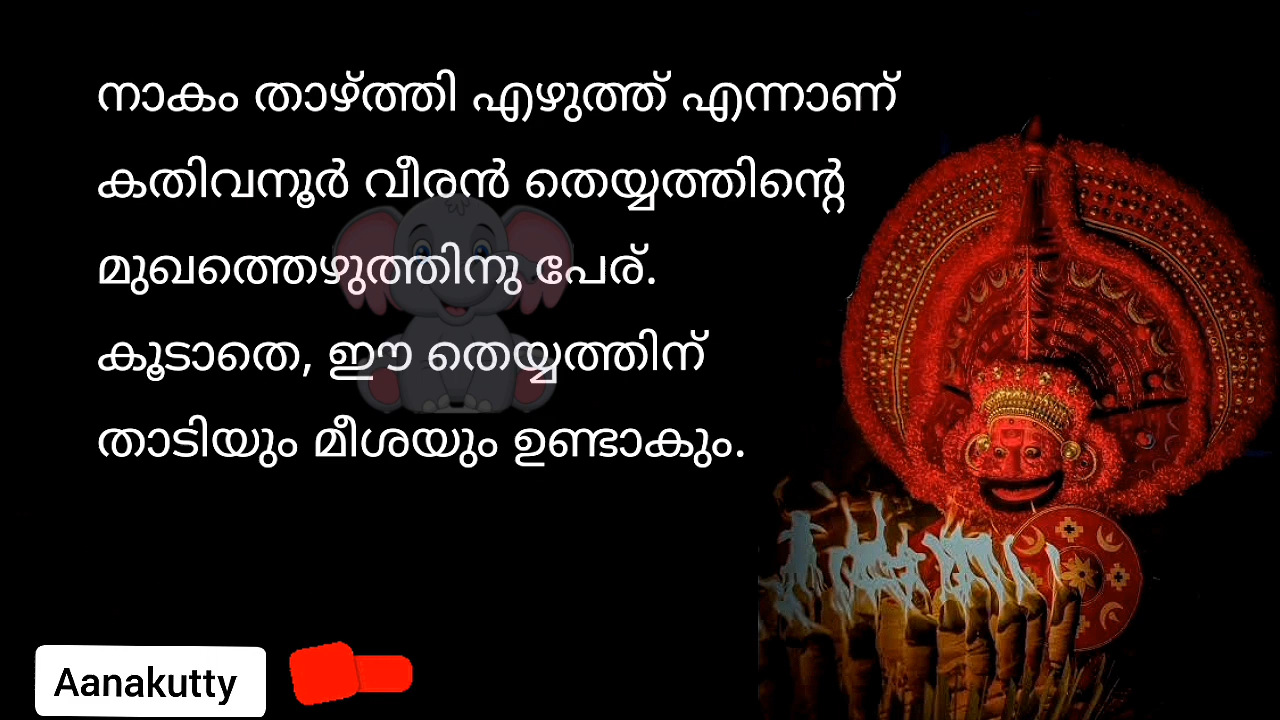 നാകം താഴ്ത്തി എഴുത്ത് എന്നാണ്
കതിവനൂർ വീരൻ തെയ്യത്തിന്റെ
മുഖത്തെഴുത്തിനു പേര്.
കൂടാതെ, ഈ തെയ്യത്തിന്
താടിയും മീശയും ഉണ്ടാകും.
Aanakutty